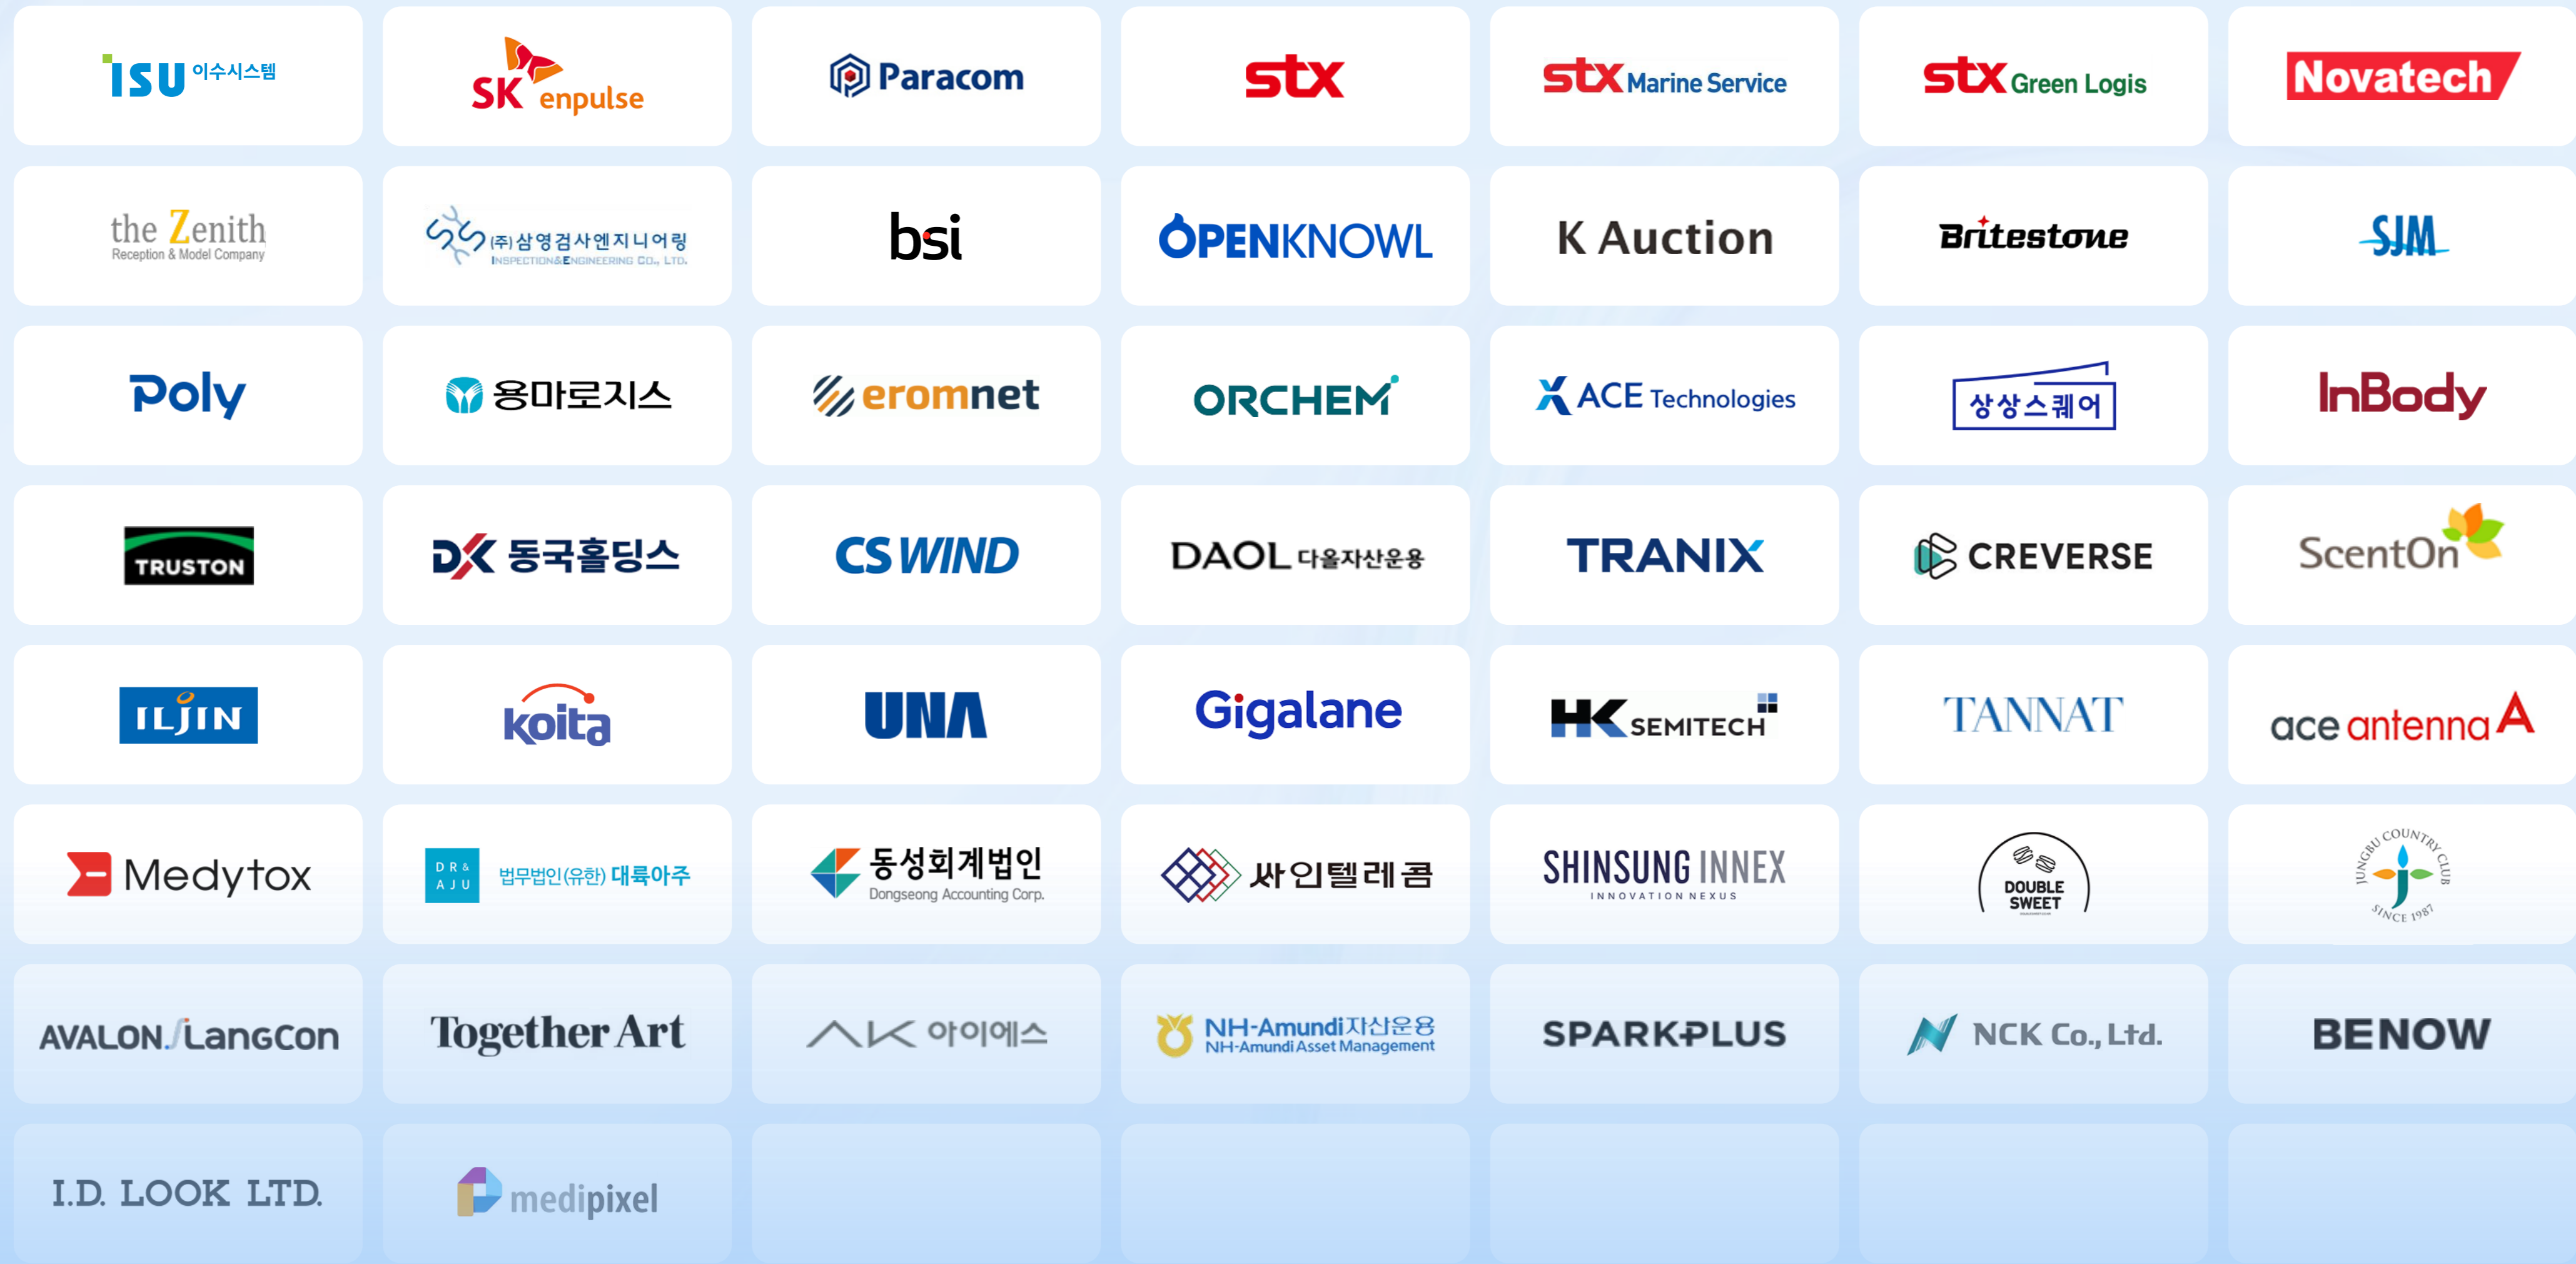 ISU 이수시스템
SK enpulse
Paracom
stx
stx Marine Service
stx Green Logis
Novatech
the Zenith
Reception & Model Company
(주)삼영검사엔지니어링
INSPECTION&ENGINEERING CO., LTD.
bsi
OPENKNOWL
K Auction
Britestone
SJM
Poly
용마로지스
eromnet
ORCHEM
ACE Technologies
상상스퀘어
InBody
TRUSTON
DK 동국홀딩스
CS WIND
DAOL 다올자산운용
TRANIX
CREVERSE
ScentOn
ILJIN
koita
UNA
Gigalane
HK SEMITECH
TANNAT
ace antenna A
Medytox
DR&
AJU
법무법인(유한) 대륙아주
동성회계법인
Dongseong Accounting Corp.
싸인텔레콤
SHINSUNG INNEX
INNOVATION NEXUS
DOUBLE
SWEET
JUNGBU COUNTRY CLUB
SINCE 1987
AVALON. LangCon
Together Art
AK 아이에스
NH-Amundi자산운용
NH-Amundi Asset Management
SPARKPLUS
NCK Co., Ltd.
BENOW
I.D. LOOK LTD.
medipixel